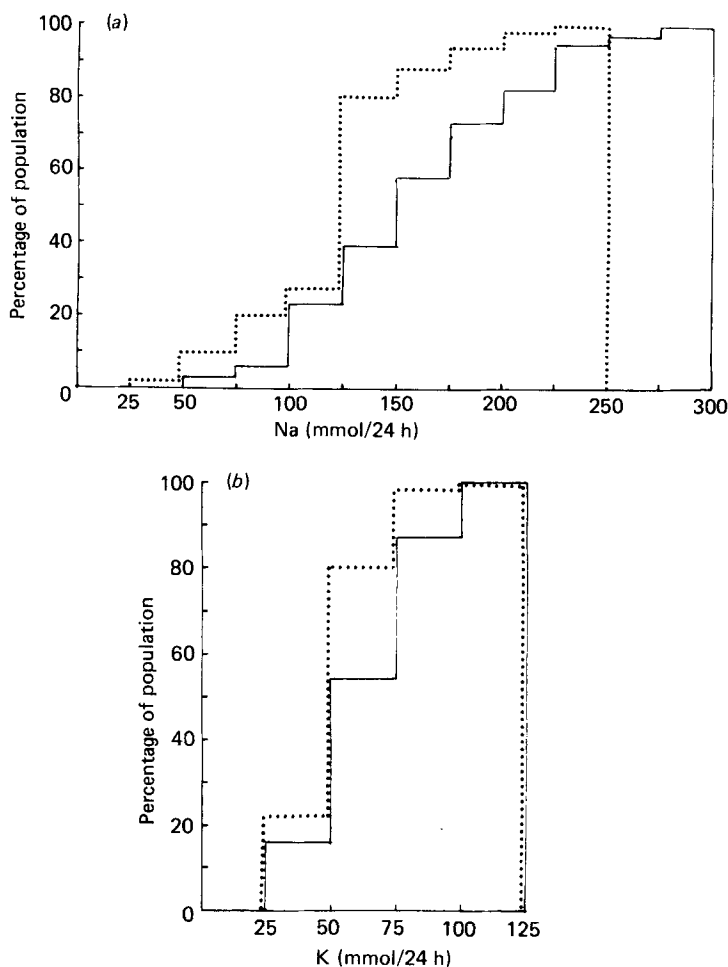 (a)
Percentage of population
100
80
60
40
20
0
25 50 100 150 200 250 300
Na (mmol/24 h)
(b)
Percentage of population
100
80
60
40
20
0
25 50 75 100 125
K (mmol/24 h)